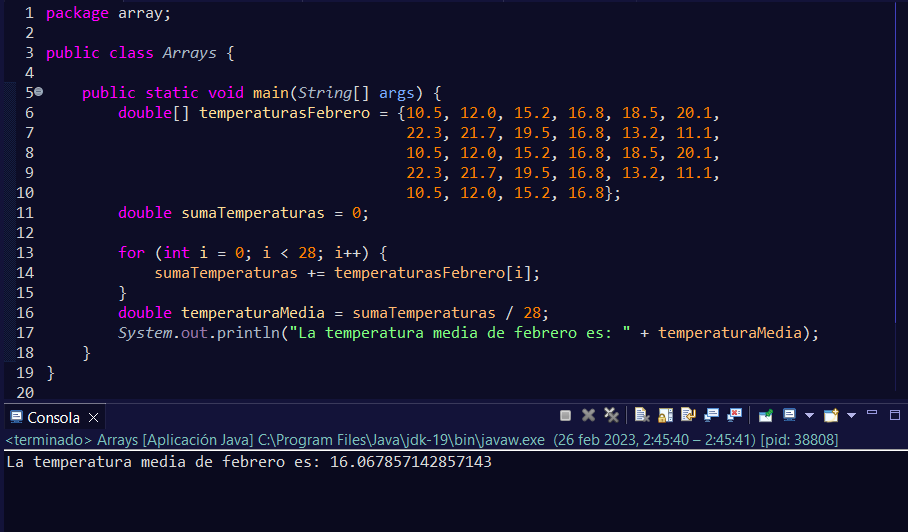 1 package array;
2
3 public class Arrays {
4
5     public static void main(String[] args) {
6         double[] temperaturasFebrero = {10.5, 12.0, 15.2, 16.8, 18.5, 20.1,
7                                         22.3, 21.7, 19.5, 16.8, 13.2, 11.1,
8                                         10.5, 12.0, 15.2, 16.8, 18.5, 20.1,
9                                         22.3, 21.7, 19.5, 16.8, 13.2, 11.1,
10                                        10.5, 12.0, 15.2, 16.8};
11        double sumaTemperaturas = 0;
12
13        for (int i = 0; i < 28; i++) {
14            sumaTemperaturas += temperaturasFebrero[i];
15        }
16        double temperaturaMedia = sumaTemperaturas / 28;
17        System.out.println("La temperatura media de febrero es: " + temperaturaMedia);
18    }
19 }
20
Consola
<terminado> Arrays [Aplicación Java] C:\Program Files\Java\jdk-19\bin\javaw.exe (26 feb 2023, 2:45:40 – 2:45:41) [pid: 38808]
La temperatura media de febrero es: 16.067857142857143